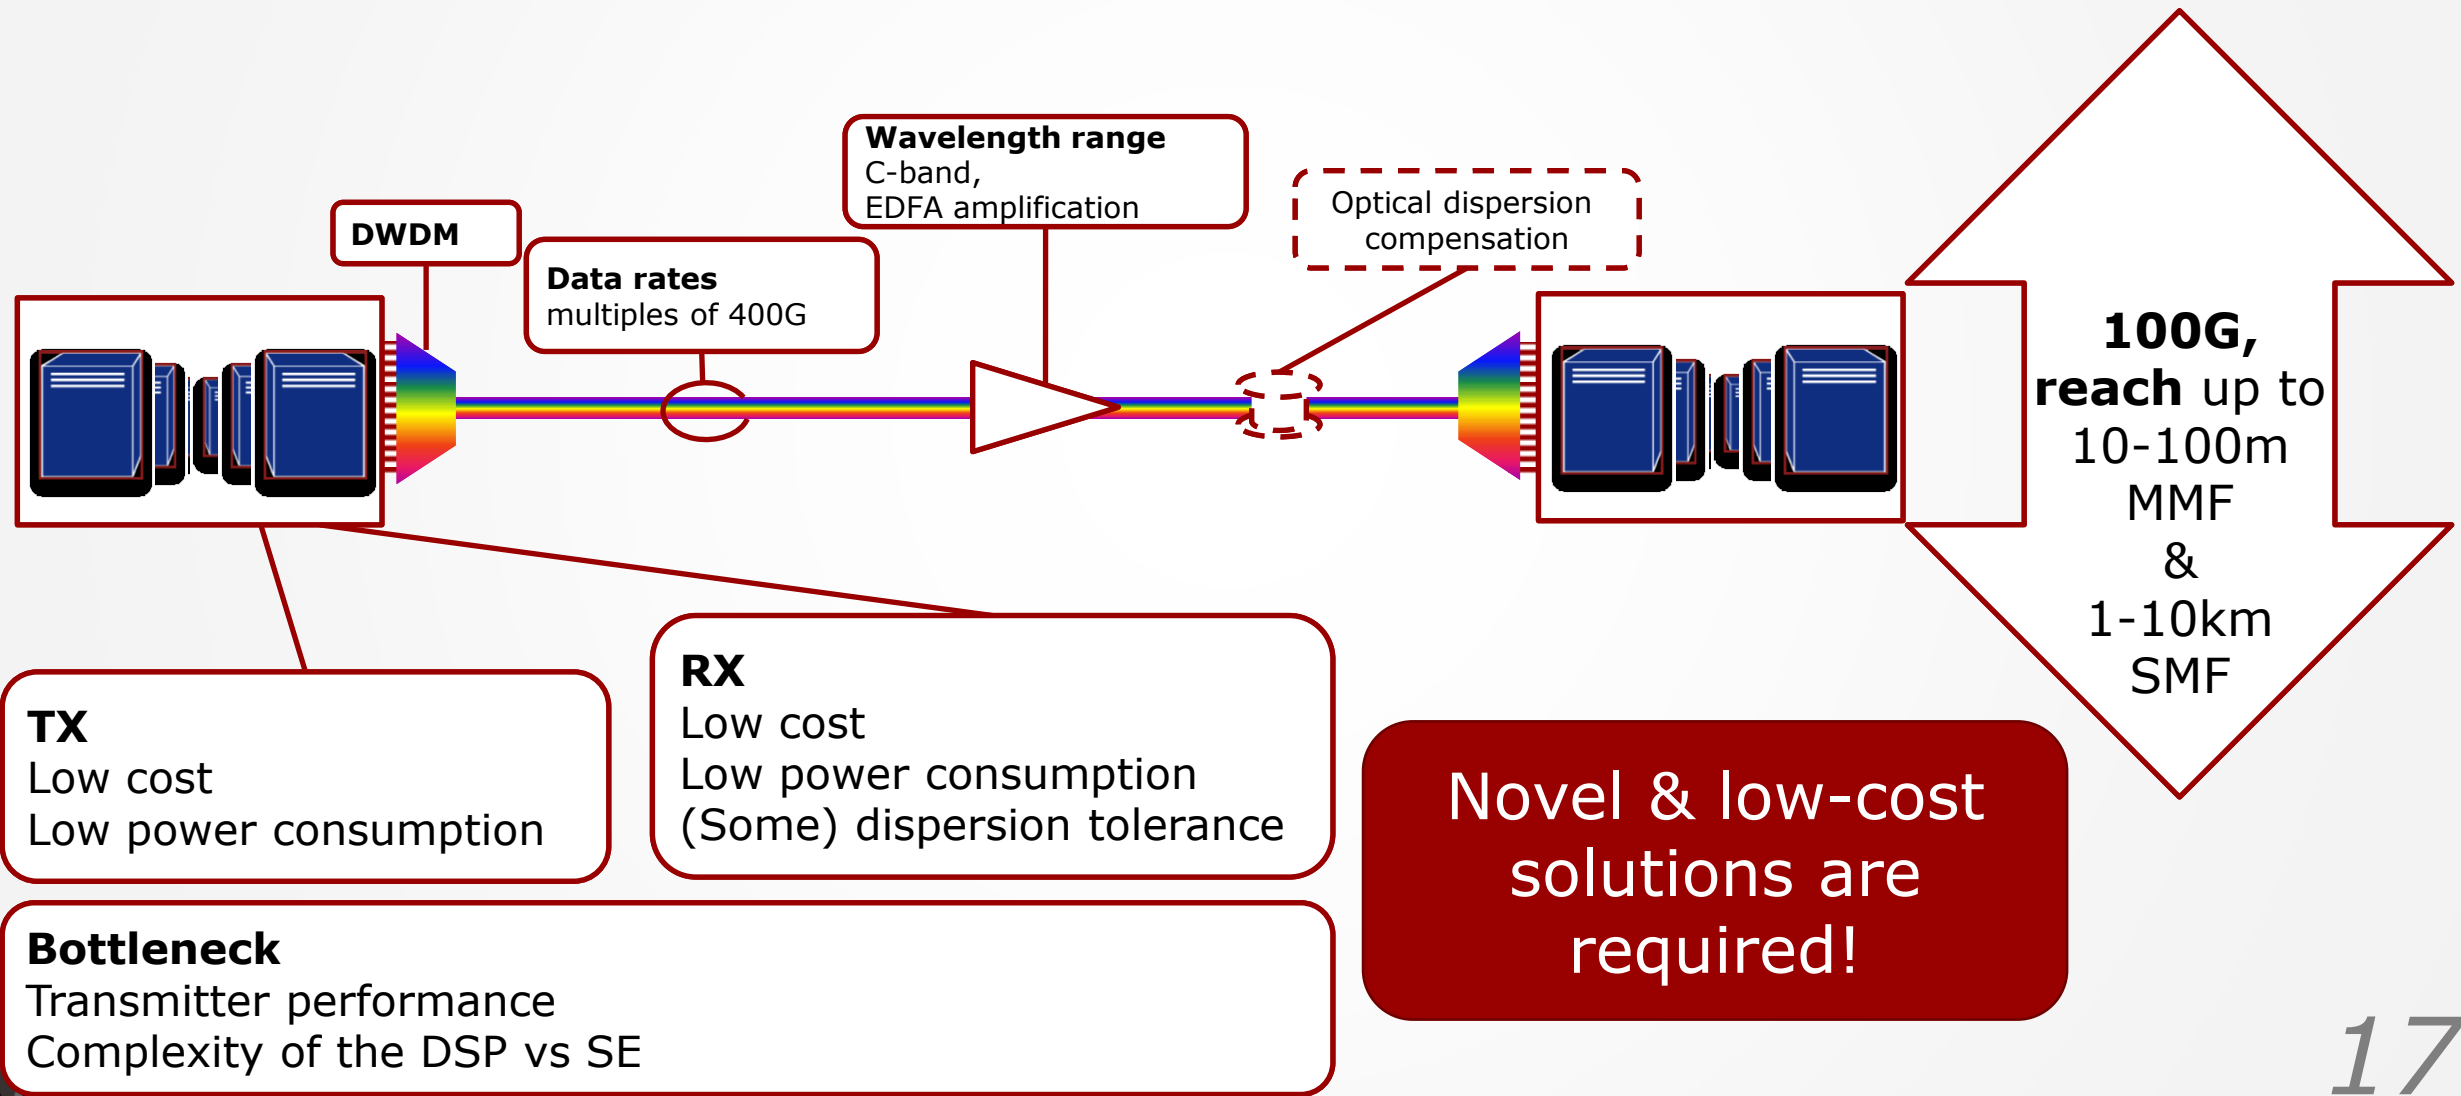 Wavelength range
C-band,
EDFA amplification
Optical dispersion
compensation
DWDM
Data rates
multiples of 400G
100G,
reach up to
10-100m
MMF
&
1-10km
SMF
TX
Low cost
Low power consumption
RX
Low cost
Low power consumption
(Some) dispersion tolerance
Novel & low-cost
solutions are
required!
Bottleneck
Transmitter performance
Complexity of the DSP vs SE
17